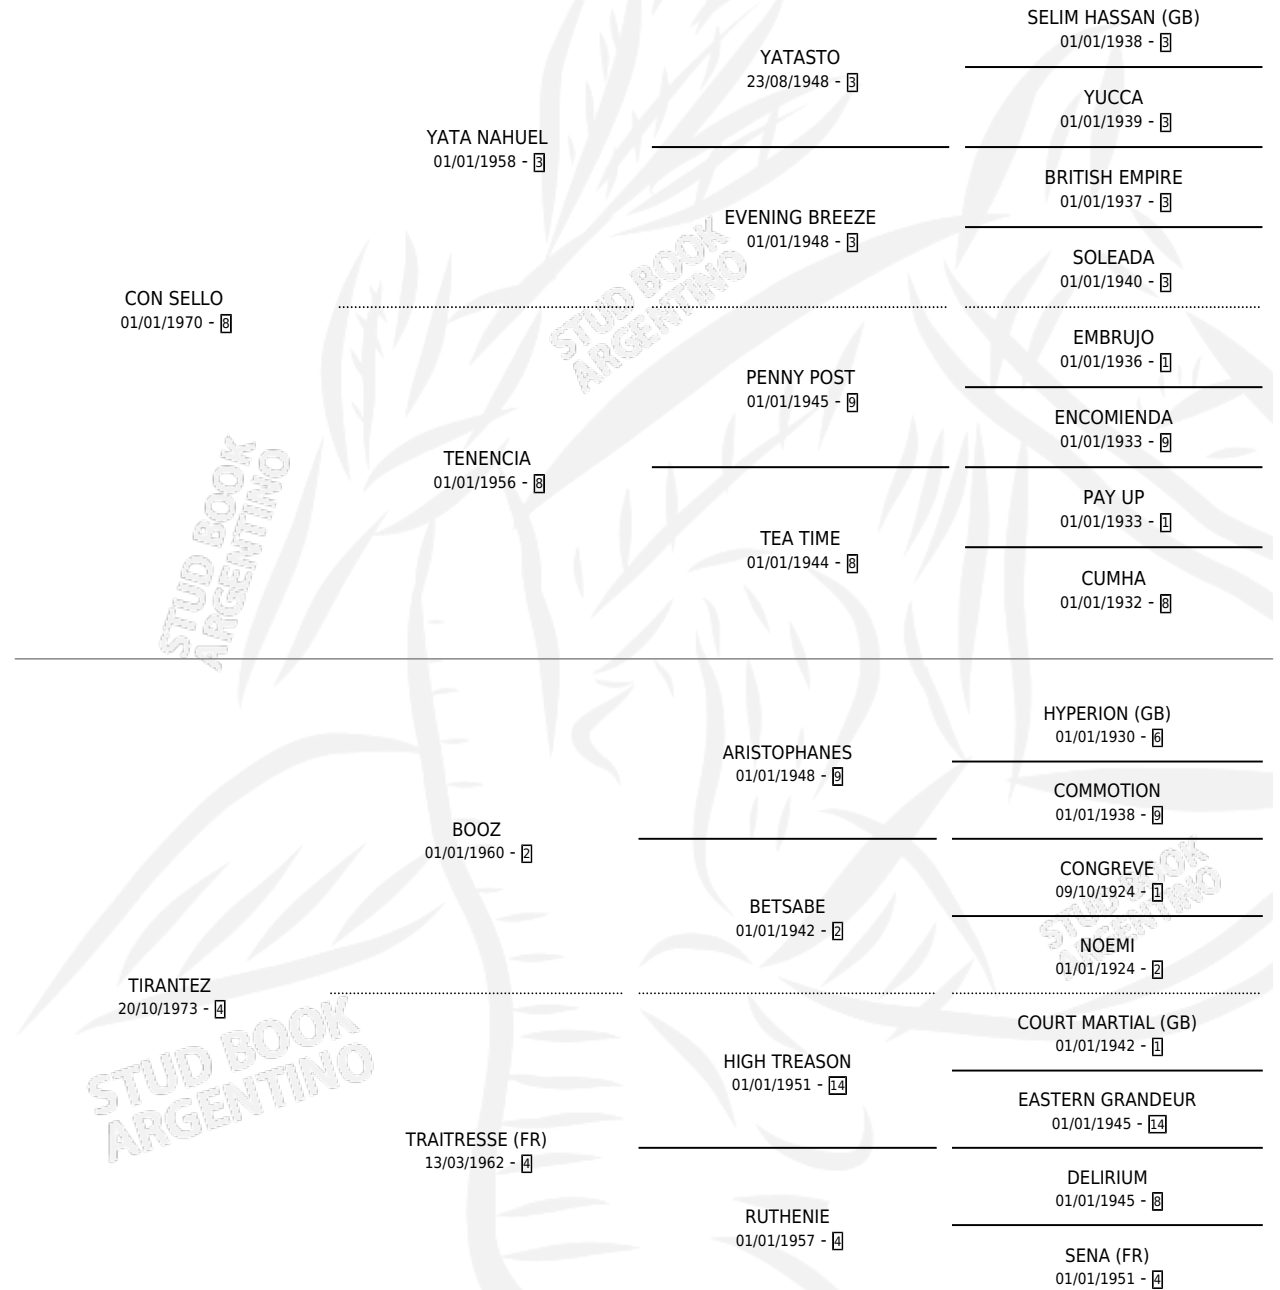 SELIM HASSAN (GB)
01/01/1938 - 3
YATASTO
23/08/1948 - 3
YUCCA
01/01/1939 - 3
YATA NAHUEL
01/01/1958 - 3
BRITISH EMPIRE
01/01/1937 - 3
EVENING BREEZE
01/01/1948 - 3
SOLEADA
01/01/1940 - 3
CON SELLO
01/01/1970 - 8
EMBRUJO
01/01/1936 - 1
PENNY POST
01/01/1945 - 9
ENCOMIENDA
01/01/1933 - 9
TENENCIA
01/01/1956 - 8
PAY UP
01/01/1933 - 1
TEA TIME
01/01/1944 - 8
CUMHA
01/01/1932 - 8
HYPERION (GB)
01/01/1930 - 6
ARISTOPHANES
01/01/1948 - 9
COMMOTION
01/01/1938 - 9
BOOZ
01/01/1960 - 2
CONGREVE
09/10/1924 - 1
BETSABE
01/01/1942 - 2
NOEMI
01/01/1924 - 2
TIRANTEZ
20/10/1973 - 4
COURT MARTIAL (GB)
01/01/1942 - 1
HIGH TREASON
01/01/1951 - 14
EASTERN GRANDEUR
01/01/1945 - 14
TRAITRESSE (FR)
13/03/1962 - 4
DELIRIUM
01/01/1945 - 8
RUTHENIE
01/01/1957 - 4
SENA (FR)
01/01/1951 - 4
STUD BOOK
ARGENTINO
STUD BOOK
ARGENTINO
STUD BOOK
ARGENTINO
STUD BOOK
ARGENTINO